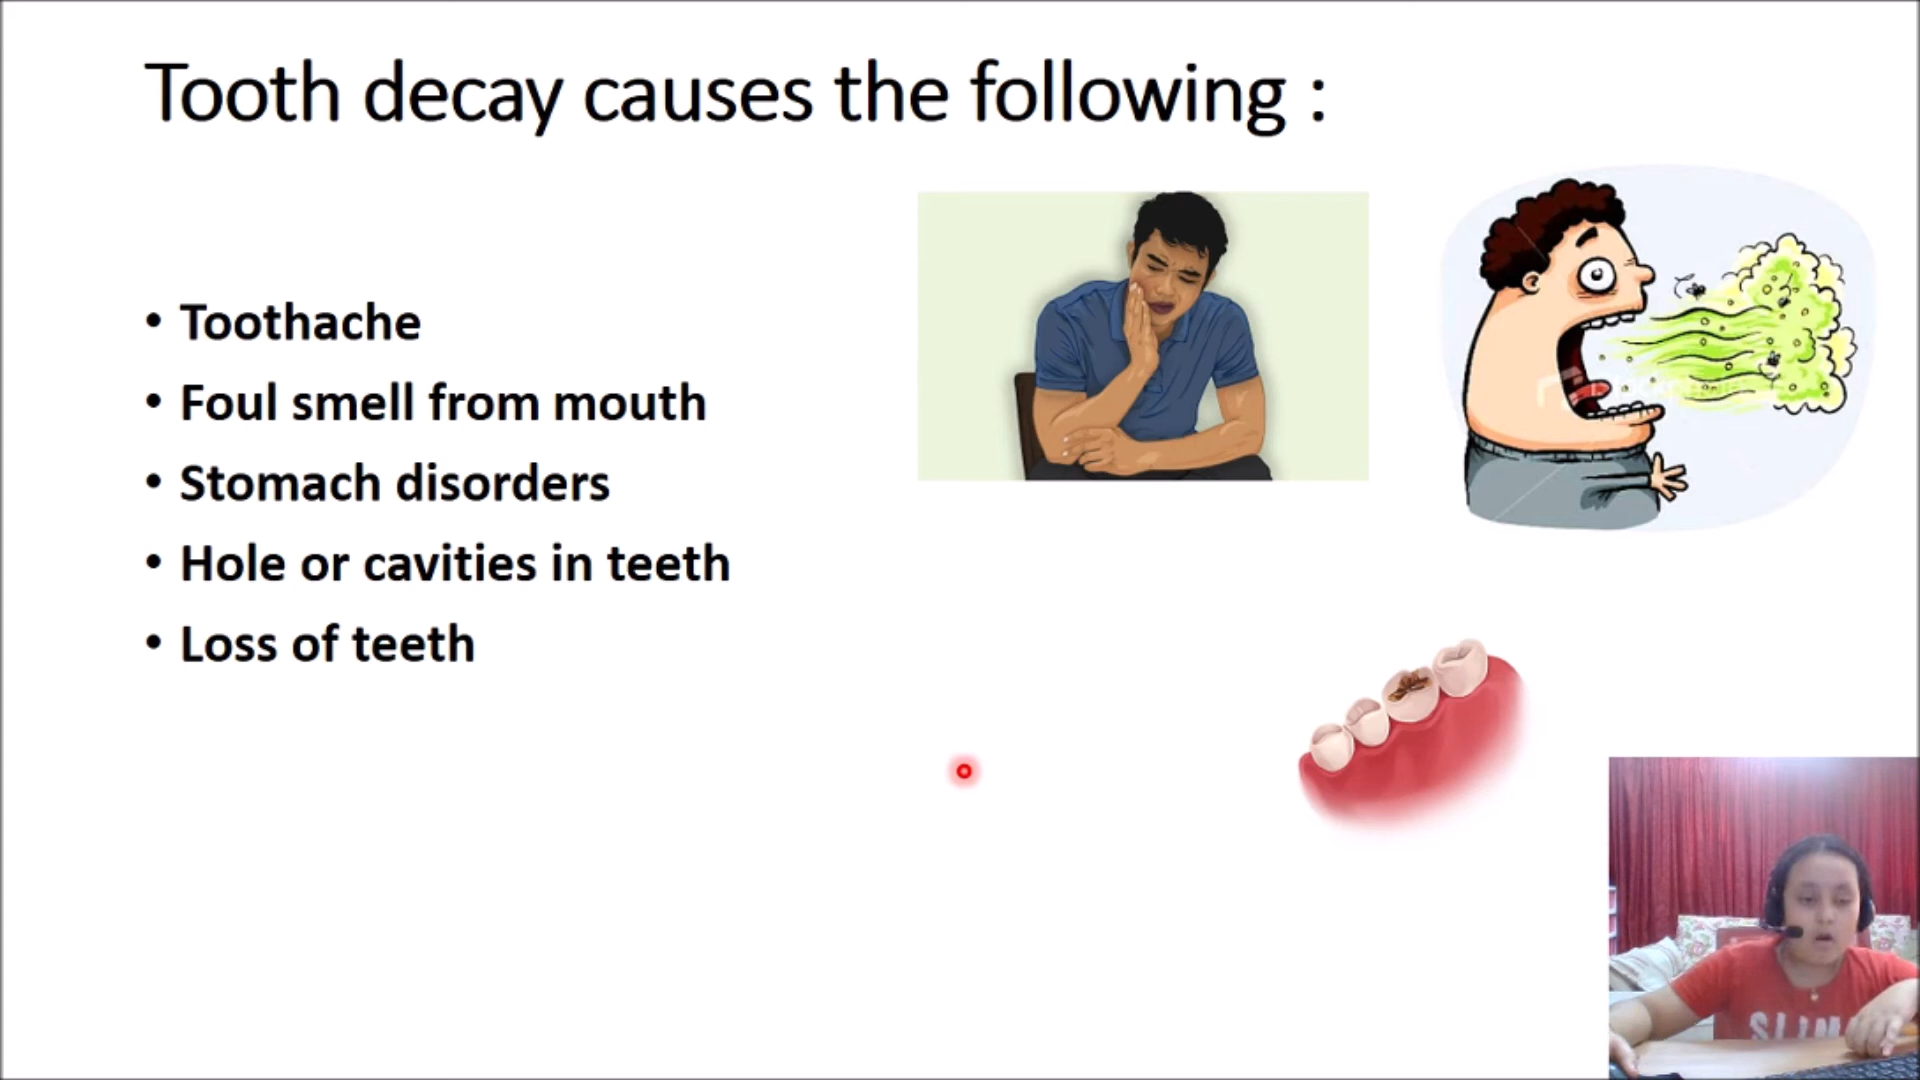 Tooth decay causes the following :
• Toothache
• Foul smell from mouth
• Stomach disorders
• Hole or cavities in teeth
• Loss of teeth